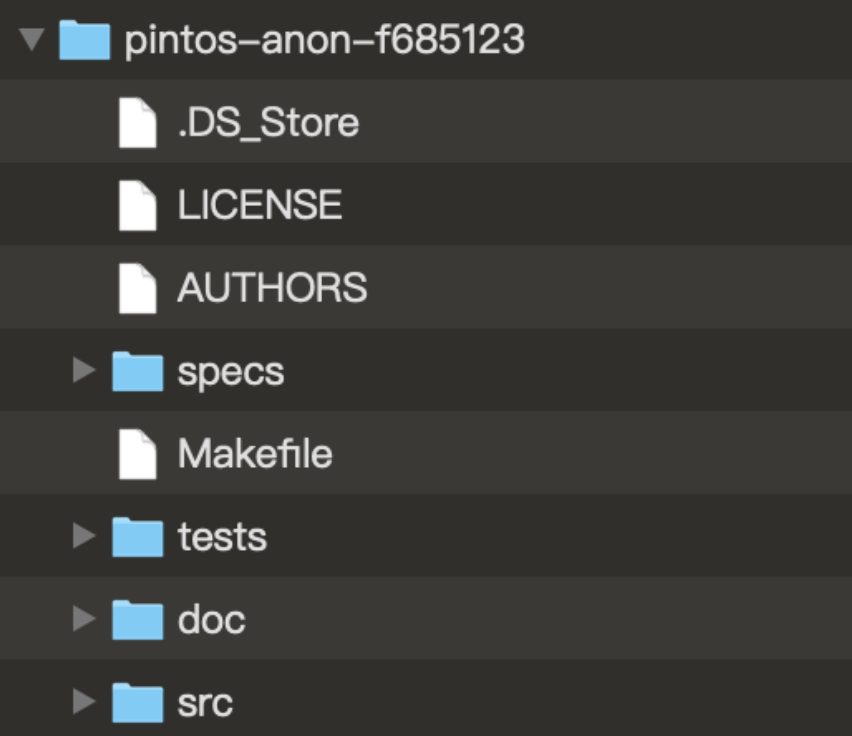 pintos-anon-f685123
.DS_Store
LICENSE
AUTHORS
specs
Makefile
tests
doc
src